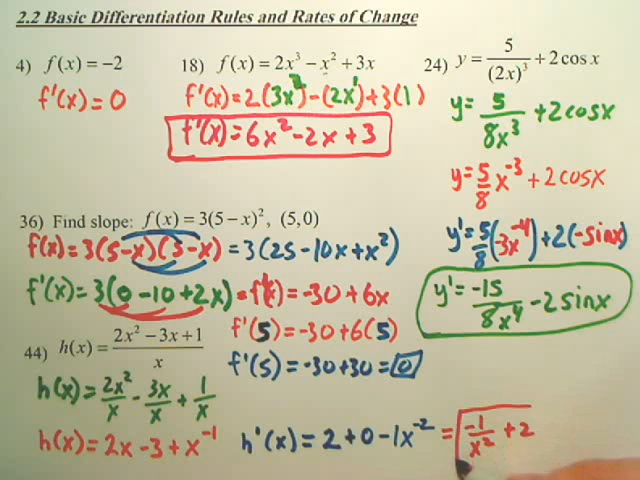 2.2 Basic Differentiation Rules and Rates of Change
4) f(x) = -2
f'(x) = 0
18) f(x) = 2x³ - x² + 3x
f'(x) = 2(3x²) - (2x¹) + 3(1)
f'(x) = 6x² - 2x + 3
24) y = 5/(2x)³ + 2 cos x
y = 5/8x³ + 2cosx
y = 5/8 x⁻³ + 2cosx
y' = 5/8(-3x⁻⁴) + 2(-sinx)
y' = -15/8x⁴ - 2sinx
36) Find slope: f(x) = 3(5 - x)², (5,0)
f(x) = 3(5-x)(5-x) = 3(25 - 10x + x²)
f'(x) = 3(0 - 10 + 2x) = f'(x) = -30 + 6x
f'(5) = -30 + 6(5)
f'(5) = -30 + 30 = 0
44) h(x) = 2x² - 3x + 1/x
h(x) = 2x²/x - 3x/x + 1/x
h(x) = 2x - 3 + x⁻¹
h'(x) = 2 + 0 - 1x⁻² = -1/x² + 2